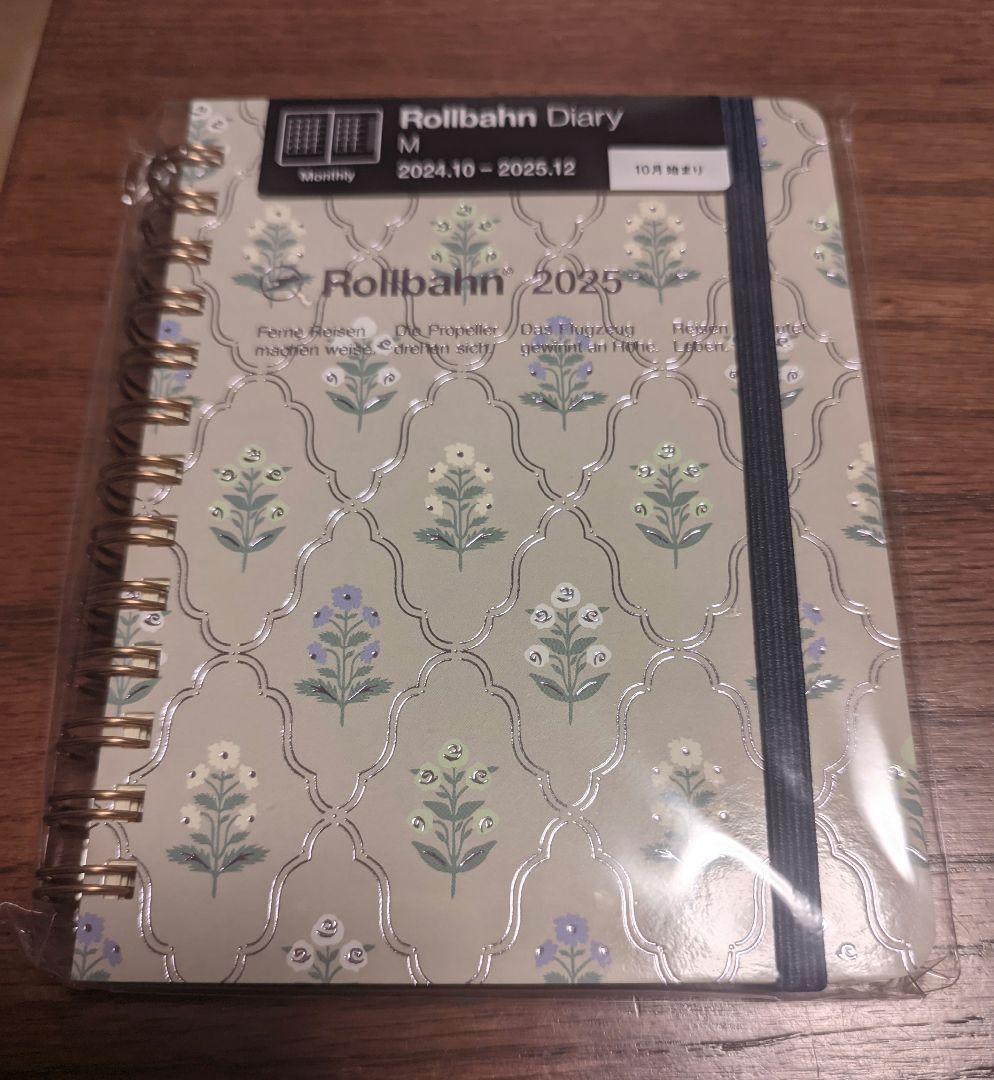 Rollbahn Diary
M
Monthly
2024.10 – 2025.12
10月始まり
Rollbahn® 2025
Ferne Reisen machen weise.
Die Propeller drehen sich.
Das Flugzeug gewinnt an Höhe.
Reisen
Leben.